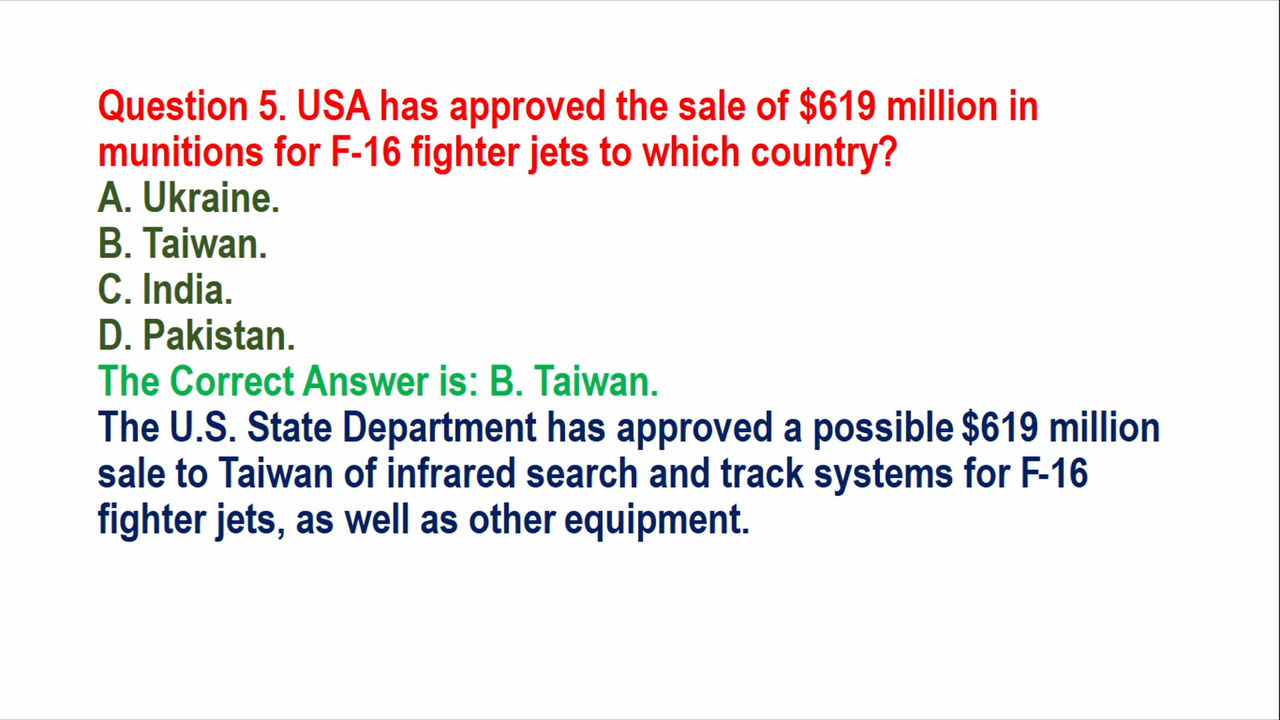 Question 5. USA has approved the sale of $619 million in
munitions for F-16 fighter jets to which country?
A. Ukraine.
B. Taiwan.
C. India.
D. Pakistan.
The Correct Answer is: B. Taiwan.
The U.S. State Department has approved a possible $619 million
sale to Taiwan of infrared search and track systems for F-16
fighter jets, as well as other equipment.